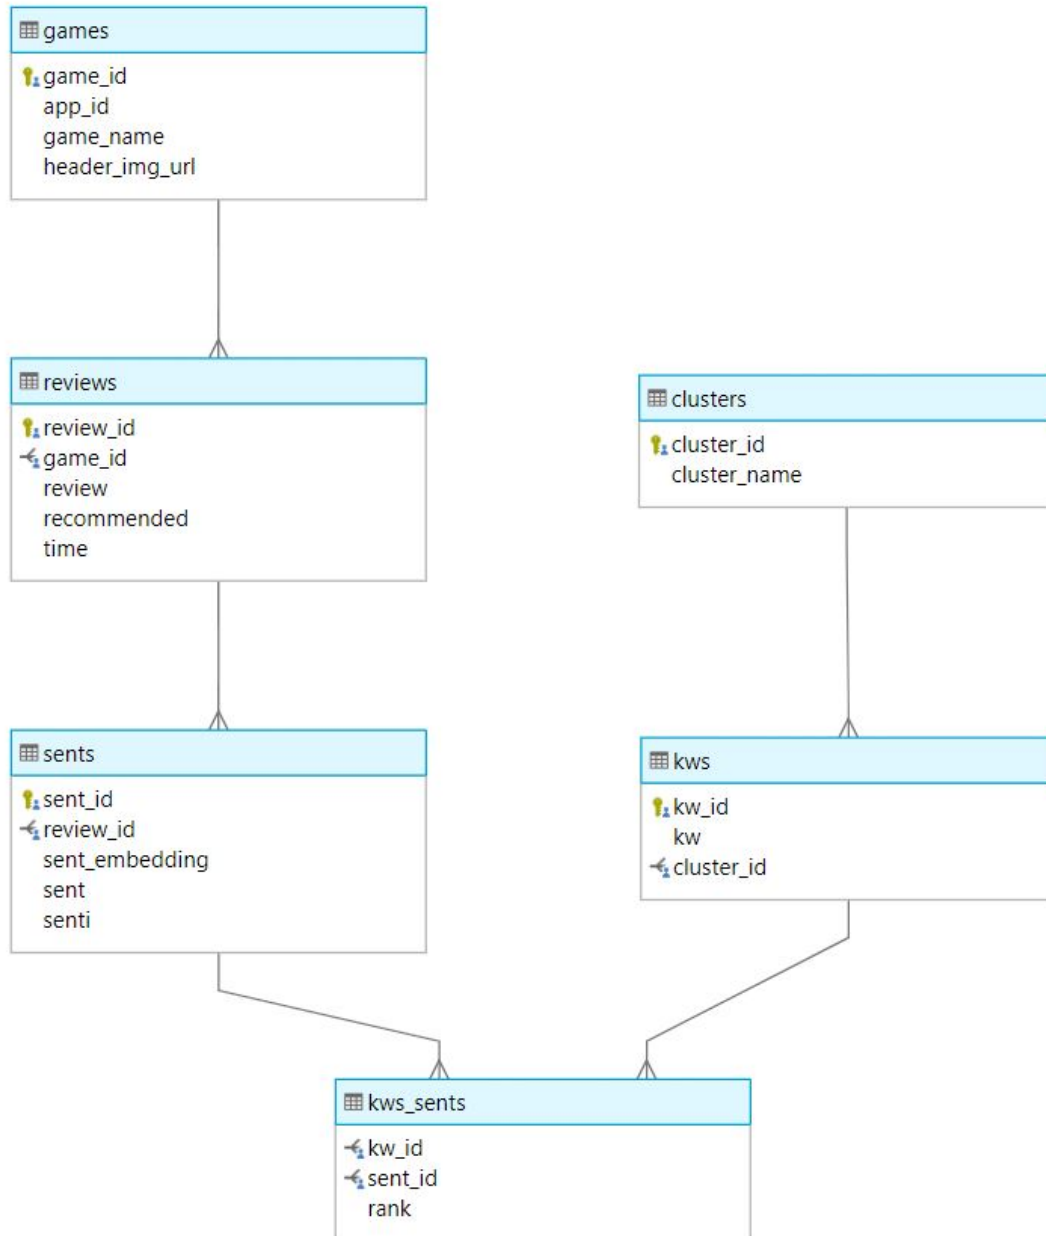 games
game_id
app_id
game_name
header_img_url
reviews
review_id
game_id
review
recommended
time
clusters
cluster_id
cluster_name
sents
sent_id
review_id
sent_embedding
sent
senti
kws
kw_id
kw
cluster_id
kws_sents
kw_id
sent_id
rank